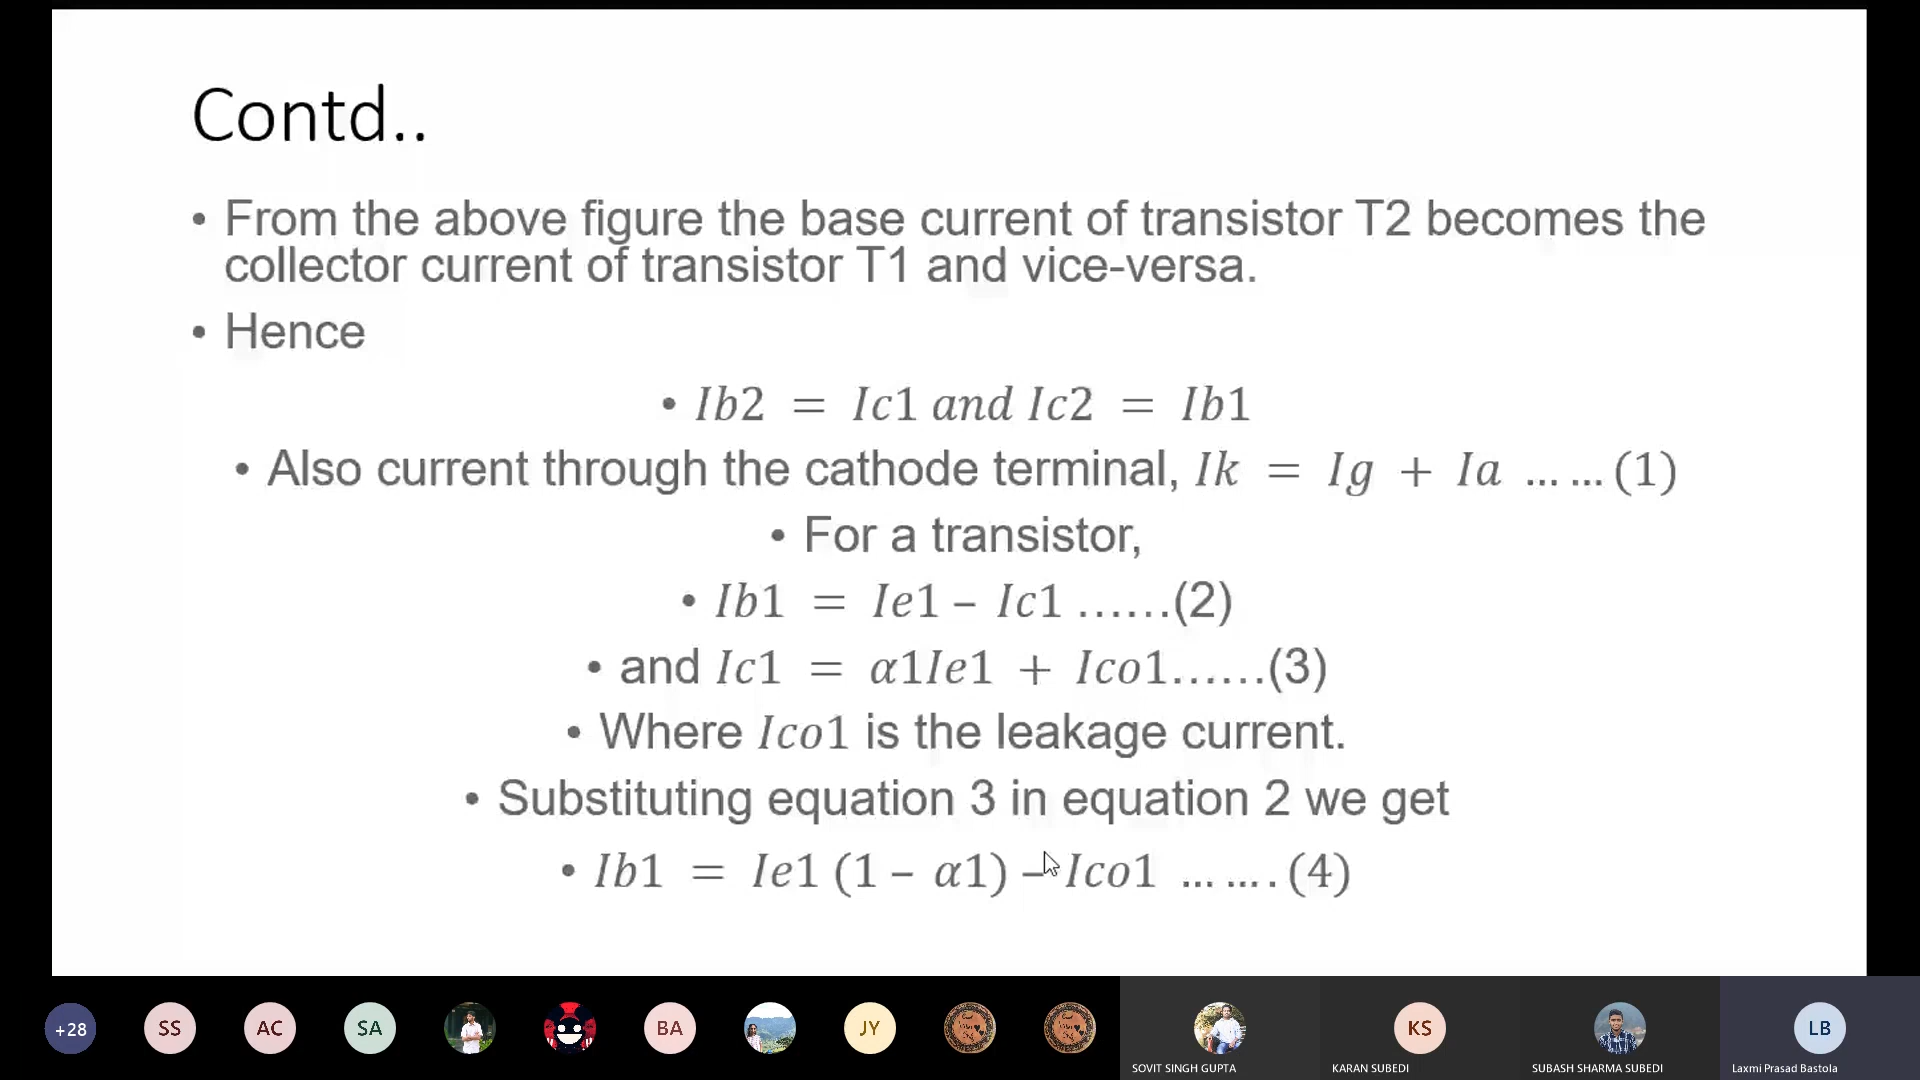 Contd..
• From the above figure the base current of transistor T2 becomes the
collector current of transistor T1 and vice-versa.
• Hence
• Ib2 = Ic1 and Ic2 = Ib1
• Also current through the cathode terminal, Ik = Ig + Ia ... ... (1)
• For a transistor,
• Ib1 = Ie1 – Ic1 ......(2)
• and Ic1 = α1Ie1 + Ico1......(3)
• Where Ico1 is the leakage current.
• Substituting equation 3 in equation 2 we get
• Ib1 = Ie1 (1 – α1) – Ico1 ... ... . (4)
+28 SS AC SA BA JY KS LB
SOVIT SINGH GUPTA KARAN SUBEDI SUBASH SHARMA SUBEDI Laxmi Prasad Bastola